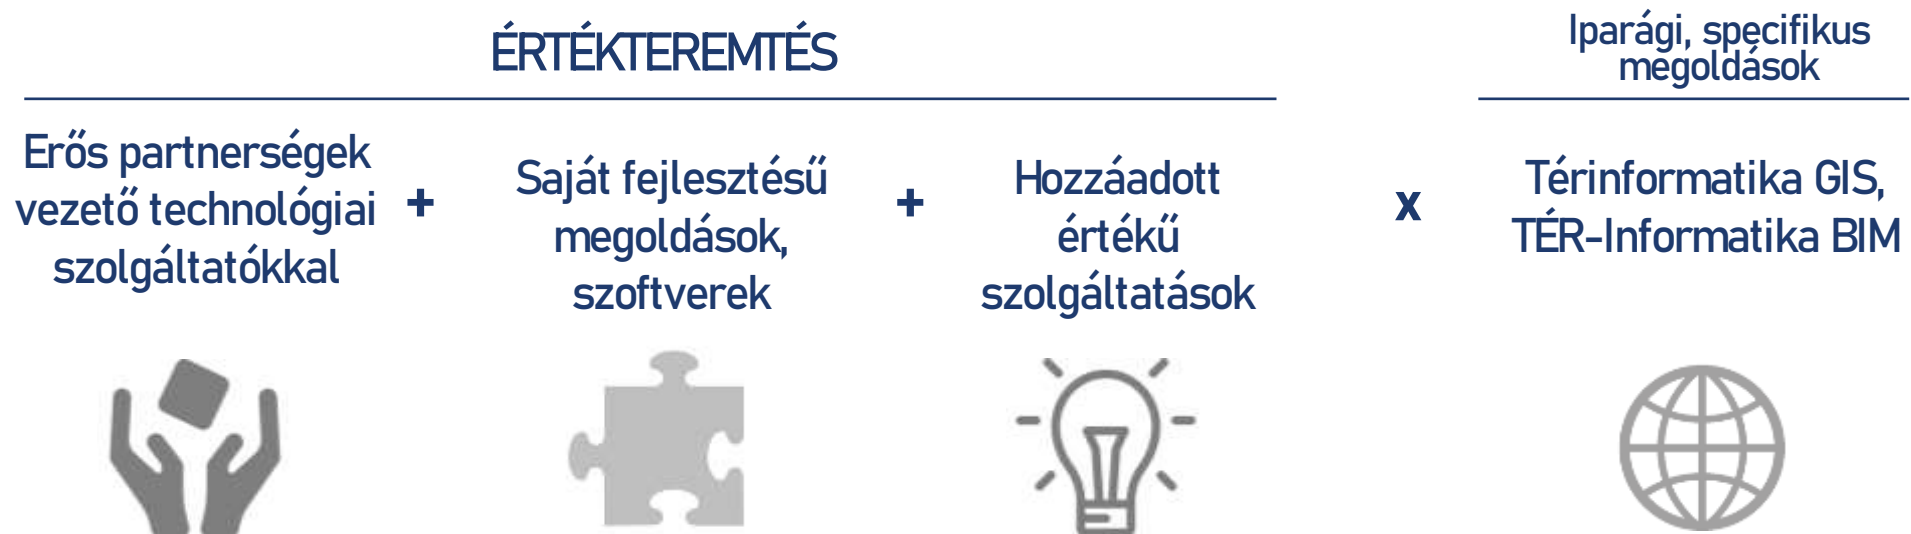 ÉRTÉKTEREMTÉS
Iparági, specifikus
megoldások
Erős partnerségek
vezető technológiai
szolgáltatókkal
+
Saját fejlesztésű
megoldások,
szoftverek
+
Hozzáadott
értékű
szolgáltatások
x
Térinformatika GIS,
TÉR-Informatika BIM